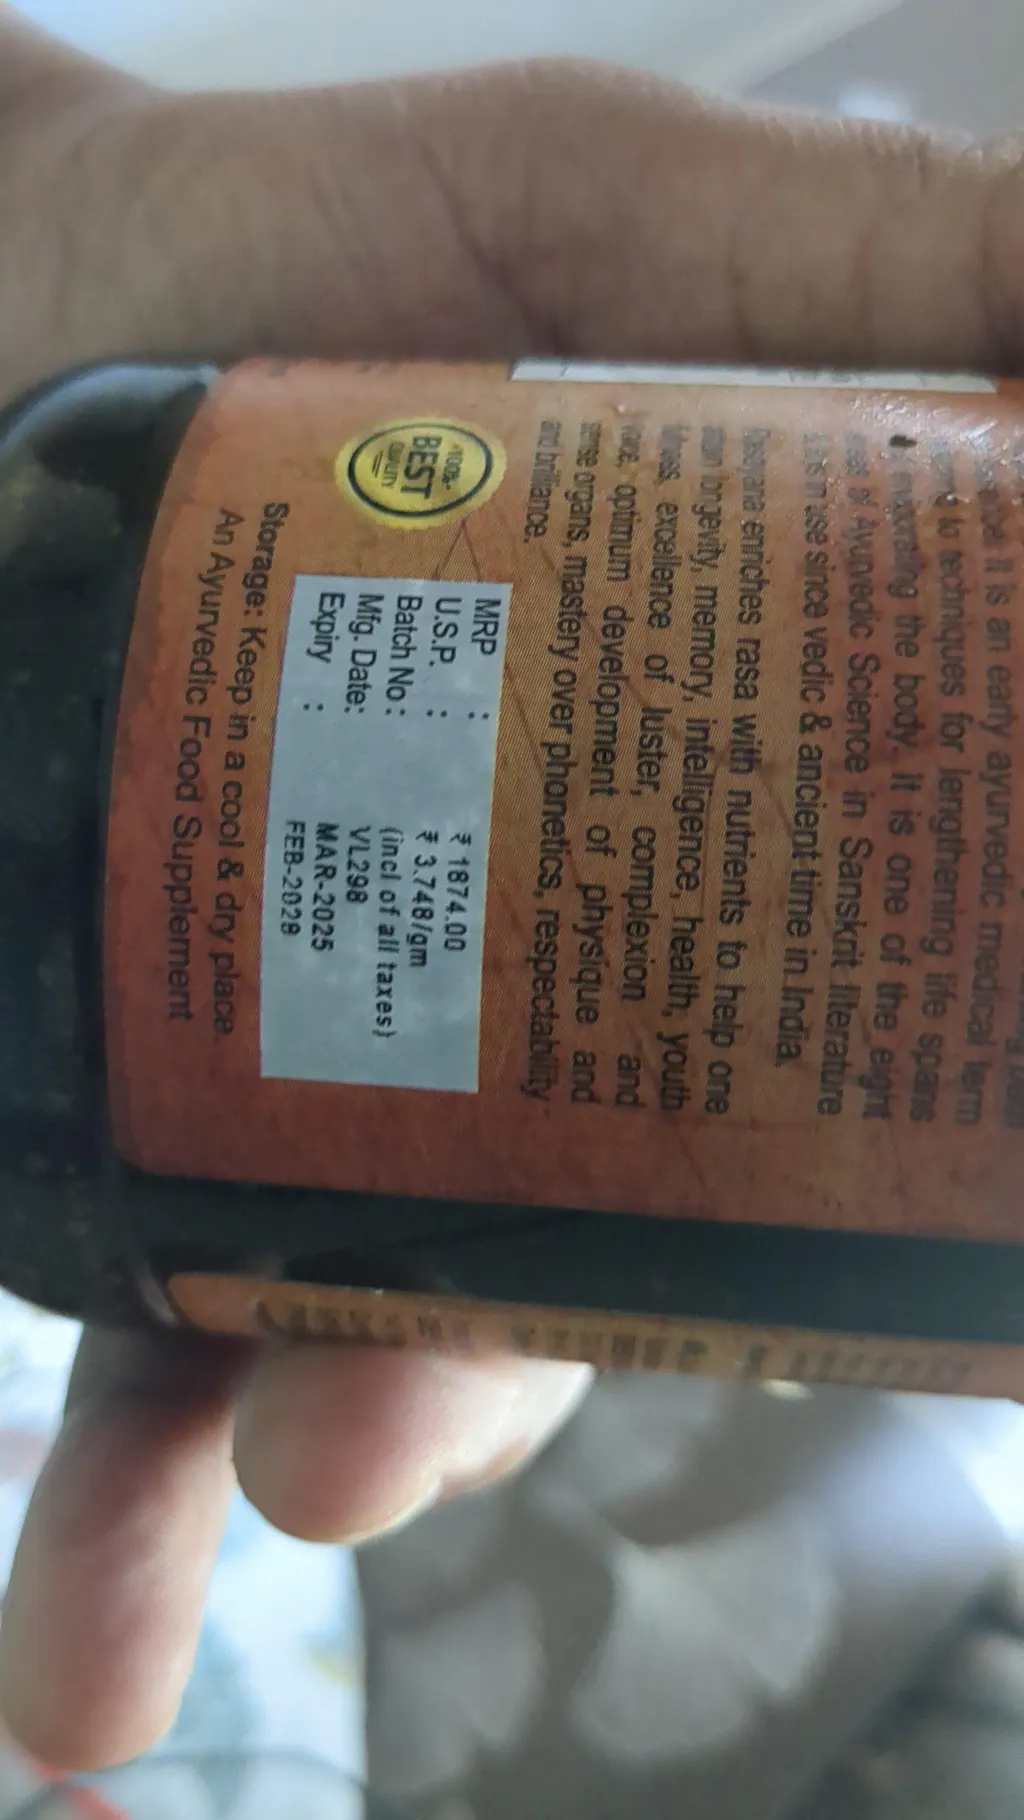 it is an early ayurvedic medical term
to techniques for lengthening life spans
the body. It is one of the eight
of Ayurvedic Science in Sanskrit literature
in use since vedic & ancient time in India.
enriches rasa with nutrients to help one
longevity, memory, intelligence, health, youth
excellence of luster, complexion and
optimum development of physique and
sense organs, mastery over phonetics, respectability
and brilliance.
100%
BEST
QUALITY
MRP : ₹ 1874.00
U.S.P. : ₹ 3.748/gm
(incl of all taxes)
Batch No : VL298
Mfg. Date: MAR-2025
Expiry : FEB-2028
Storage: Keep in a cool & dry place.
An Ayurvedic Food Supplement